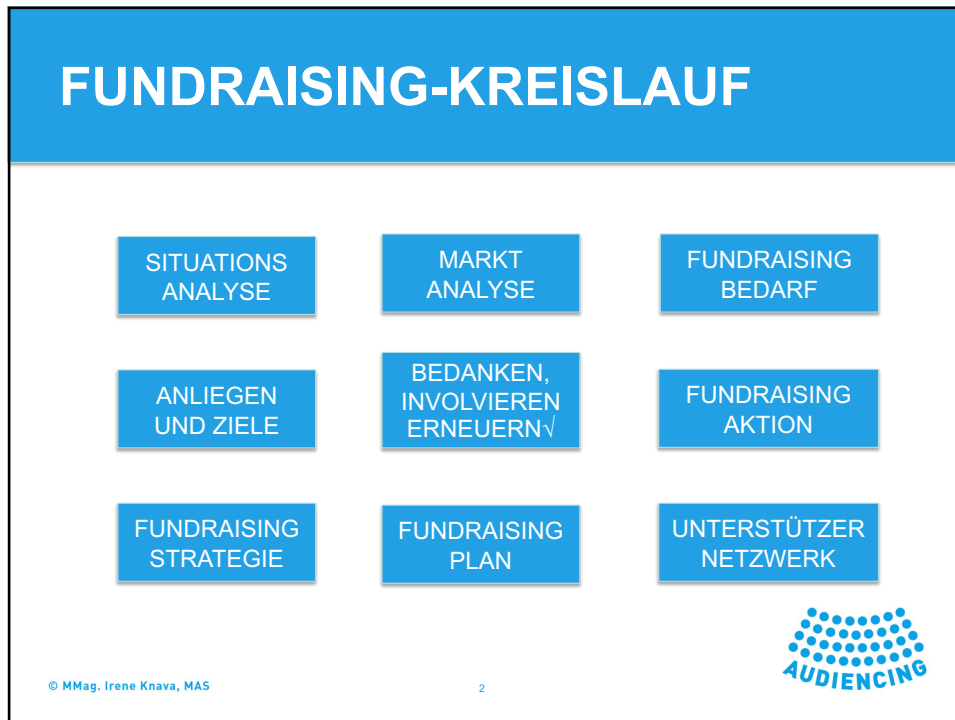 FUNDRAISING-KREISLAUF
SITUATIONS
ANALYSE
MARKT
ANALYSE
FUNDRAISING
BEDARF
ANLIEGEN
UND ZIELE
BEDANKEN,
INVOLVIEREN
ERNEUERN√
FUNDRAISING
AKTION
FUNDRAISING
STRATEGIE
FUNDRAISING
PLAN
UNTERSTÜTZER
NETZWERK
© MMag. Irene Knava, MAS
2
AUDIENCING